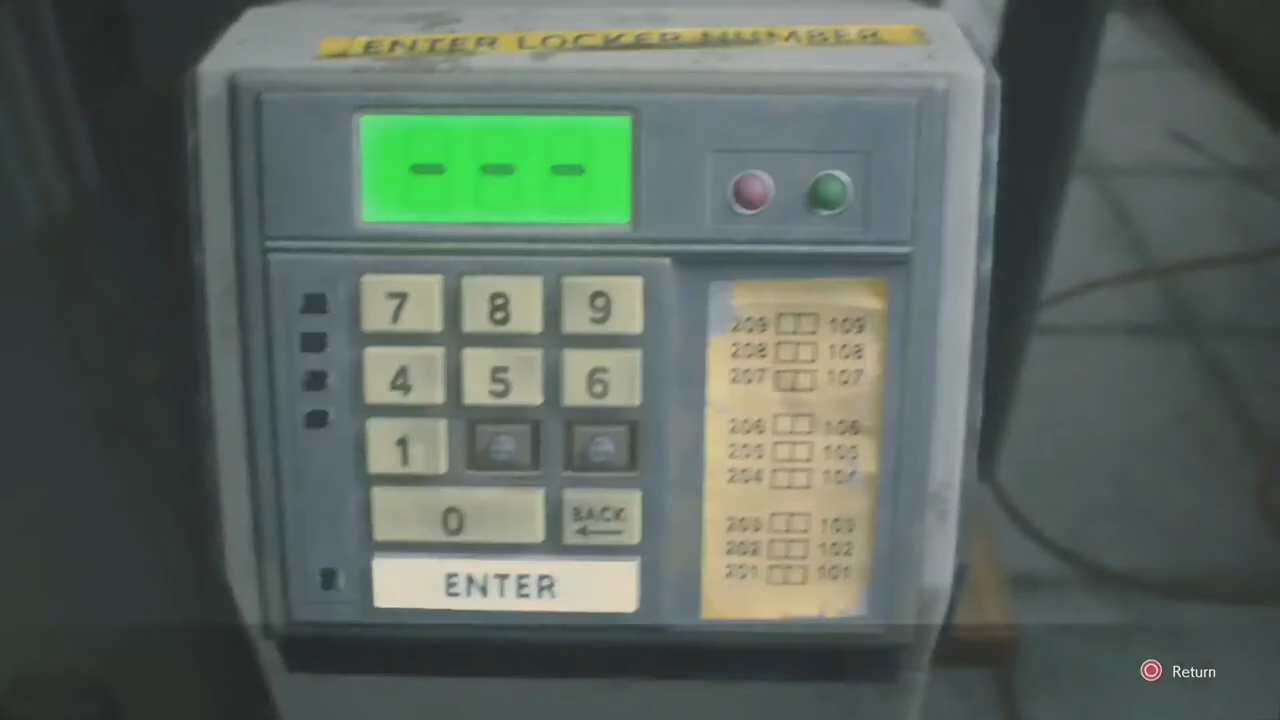 ENTER LOCKER NUMBER
- - -
7 8 9
4 5 6
1
0 BACK
ENTER
209 109
208 108
207 107
206 106
205 105
204 104
203 103
202 102
201 101
Return